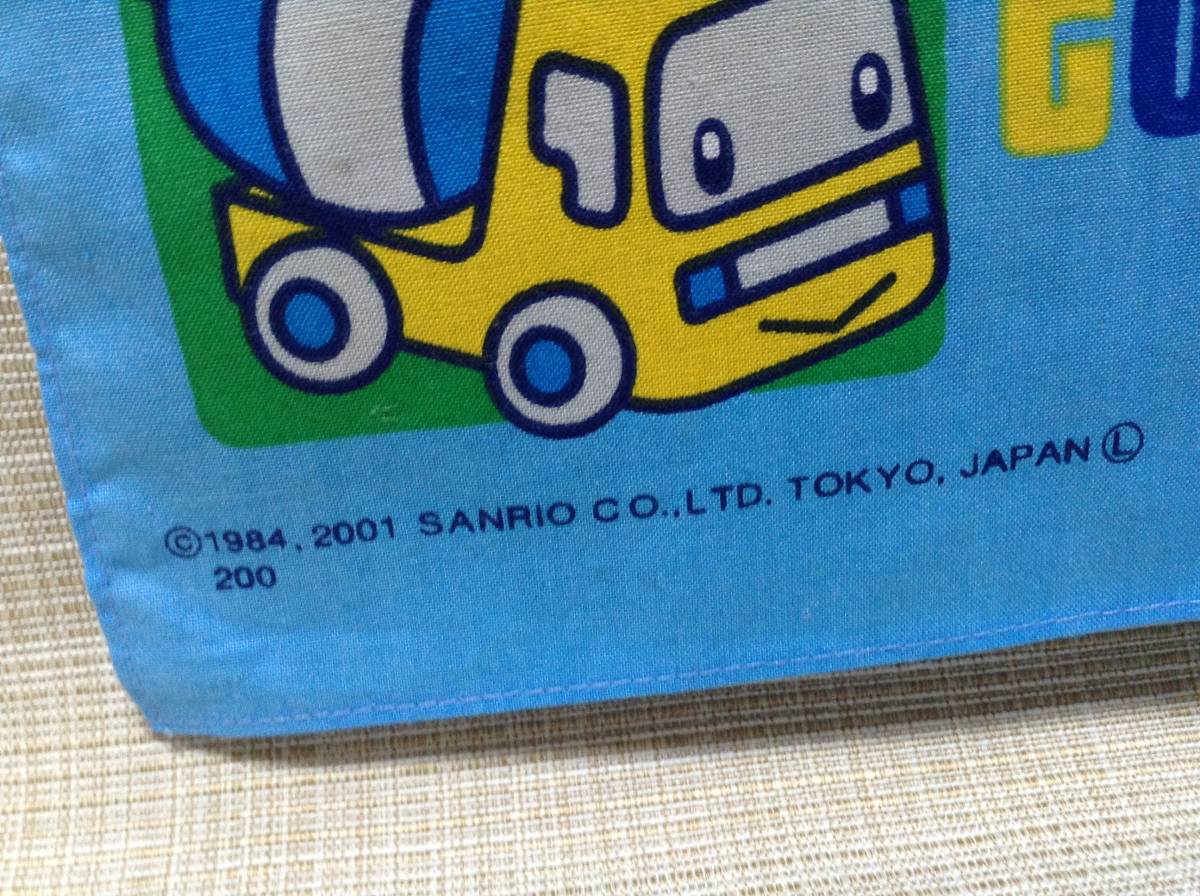 ©1984, 2001 SANRIO CO.,LTD. TOKYO, JAPAN Ⓛ
200